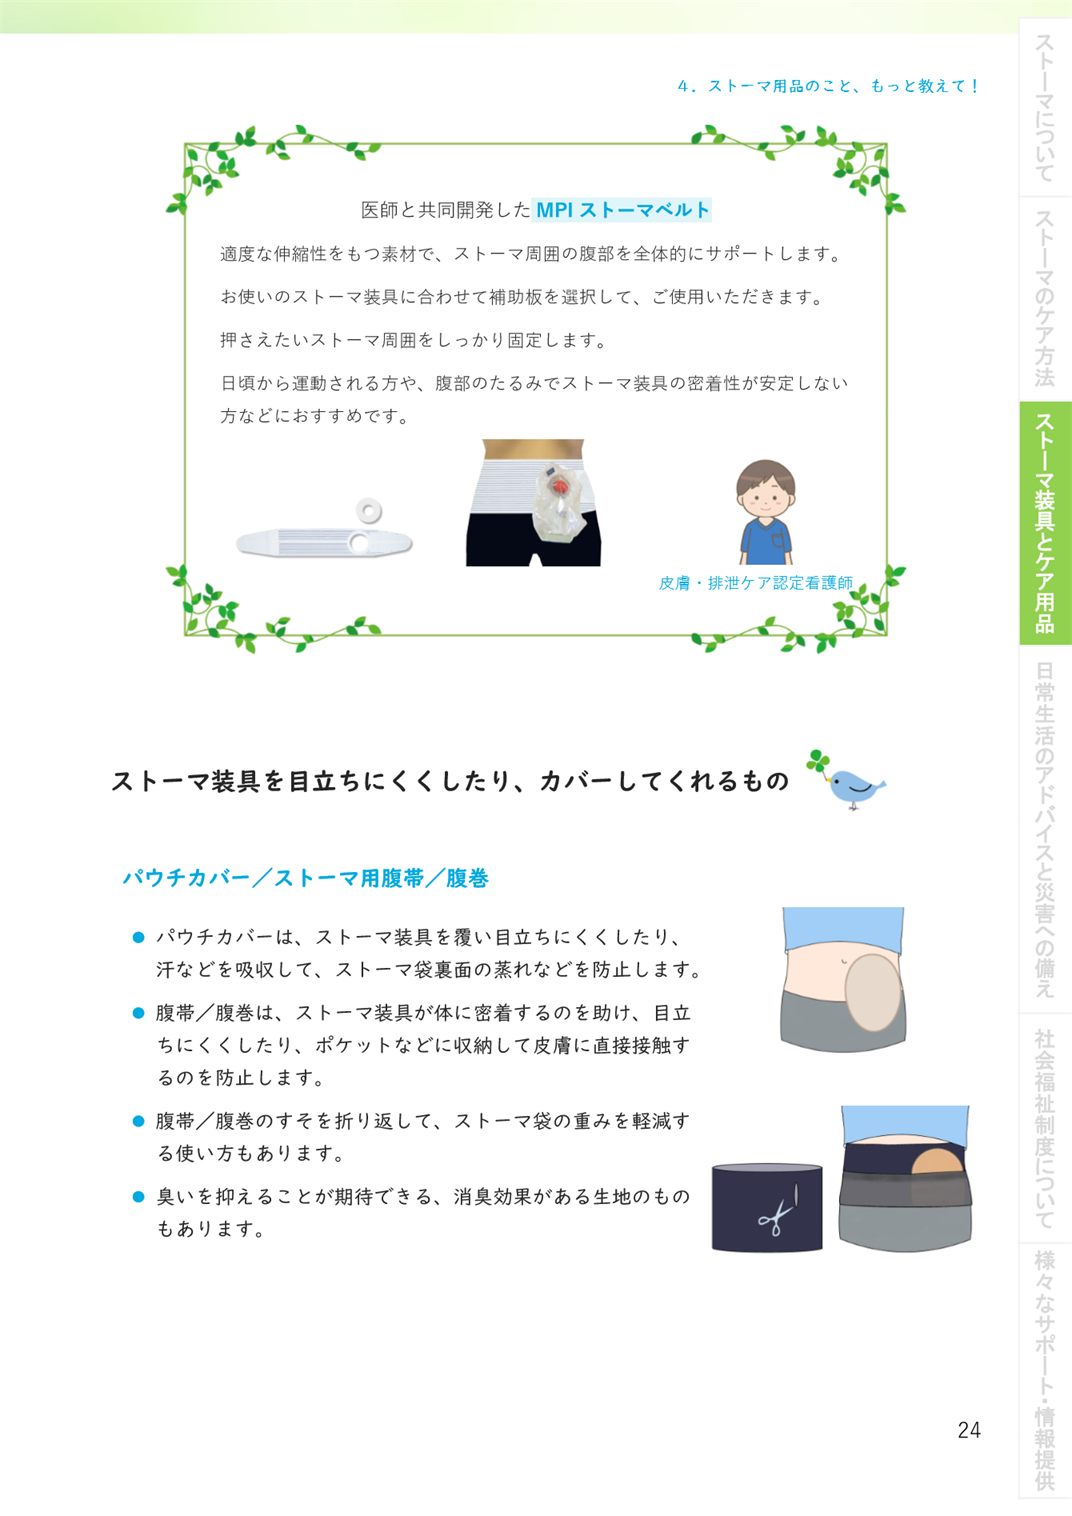 4．ストーマ用品のこと、もっと教えて！
医師と共同開発した MPI ストーマベルト
適度な伸縮性をもつ素材で、ストーマ周囲の腹部を全体的にサポートします。
お使いのストーマ装具に合わせて補助板を選択して、ご使用いただきます。
押さえたいストーマ周囲をしっかり固定します。
日頃から運動される方や、腹部のたるみでストーマ装具の密着性が安定しない
方などにおすすめです。
皮膚・排泄ケア認定看護師
ストーマ装具を目立ちにくくしたり、カバーしてくれるもの
パウチカバー／ストーマ用腹帯／腹巻
● パウチカバーは、ストーマ装具を覆い目立ちにくくしたり、
汗などを吸収して、ストーマ袋裏面の蒸れなどを防止します。
● 腹帯／腹巻は、ストーマ装具が体に密着するのを助け、目立
ちにくくしたり、ポケットなどに収納して皮膚に直接接触す
るのを防止します。
● 腹帯／腹巻のすそを折り返して、ストーマ袋の重みを軽減す
る使い方もあります。
● 臭いを抑えることが期待できる、消臭効果がある生地のもの
もあります。
24
ストーマについて
ストーマのケア方法
ストーマ装具とケア用品
日常生活のアドバイスと災害への備え
社会福祉制度について
様々なサポート・情報提供